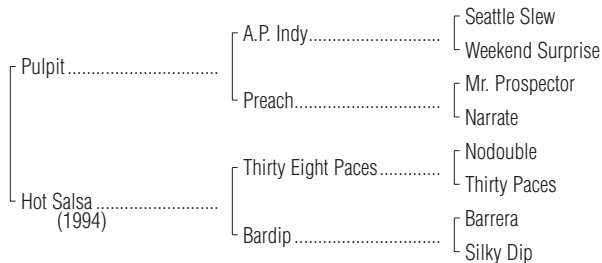 Seattle Slew
A.P. Indy
Weekend Surprise
Pulpit
Mr. Prospector
Preach
Narrate
Nodouble
Thirty Eight Paces
Thirty Paces
Hot Salsa
(1994)
Barrera
Bardip
Silky Dip